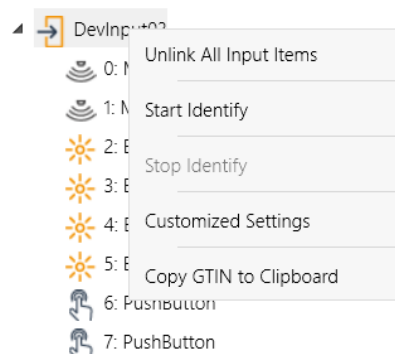 DevInput02
Unlink All Input Items
0:
Start Identify
1:
2:
Stop Identify
3:
Customized Settings
4:
5:
Copy GTIN to Clipboard
6: PushButton
7: PushButton